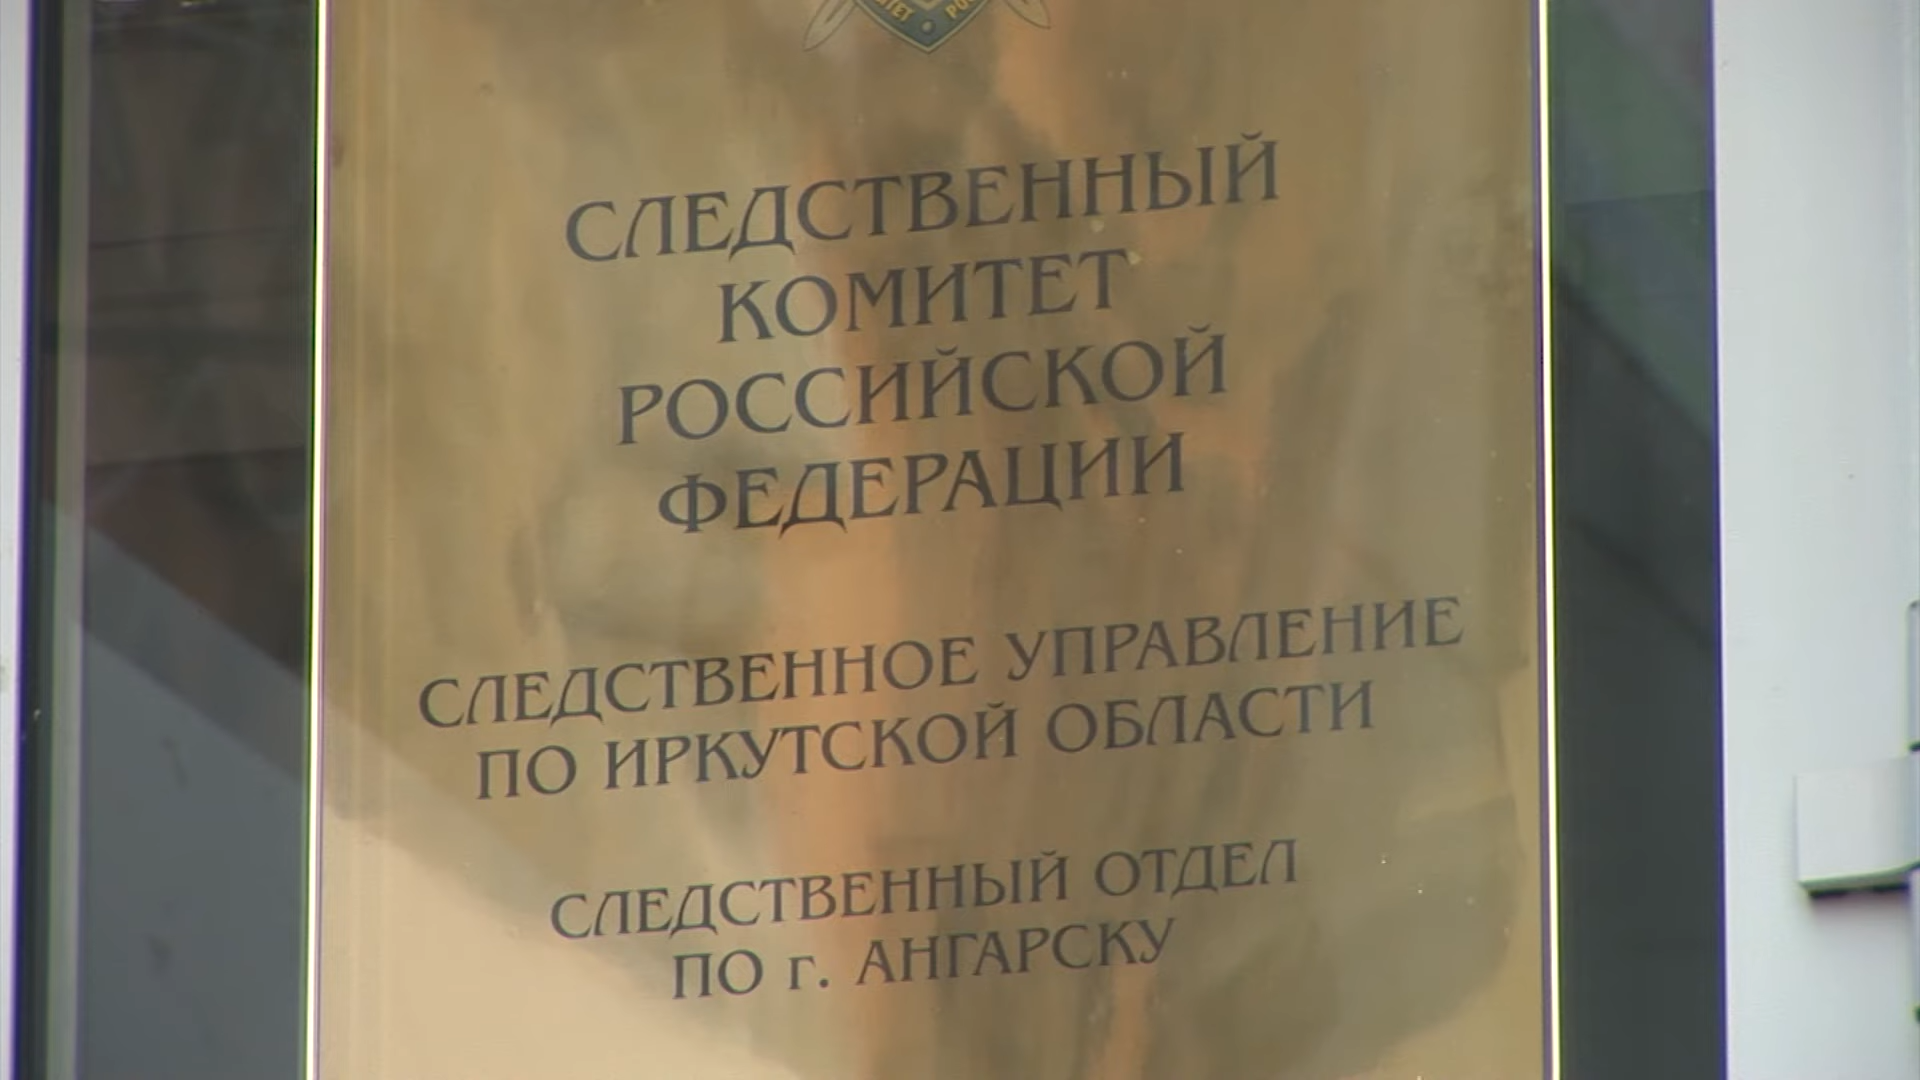 СЛЕДСТВЕННЫЙ
КОМИТЕТ
РОССИЙСКОЙ
ФЕДЕРАЦИИ
СЛЕДСТВЕННОЕ УПРАВЛЕНИЕ
ПО ИРКУТСКОЙ ОБЛАСТИ
СЛЕДСТВЕННЫЙ ОТДЕЛ
ПО г. АНГАРСКУ